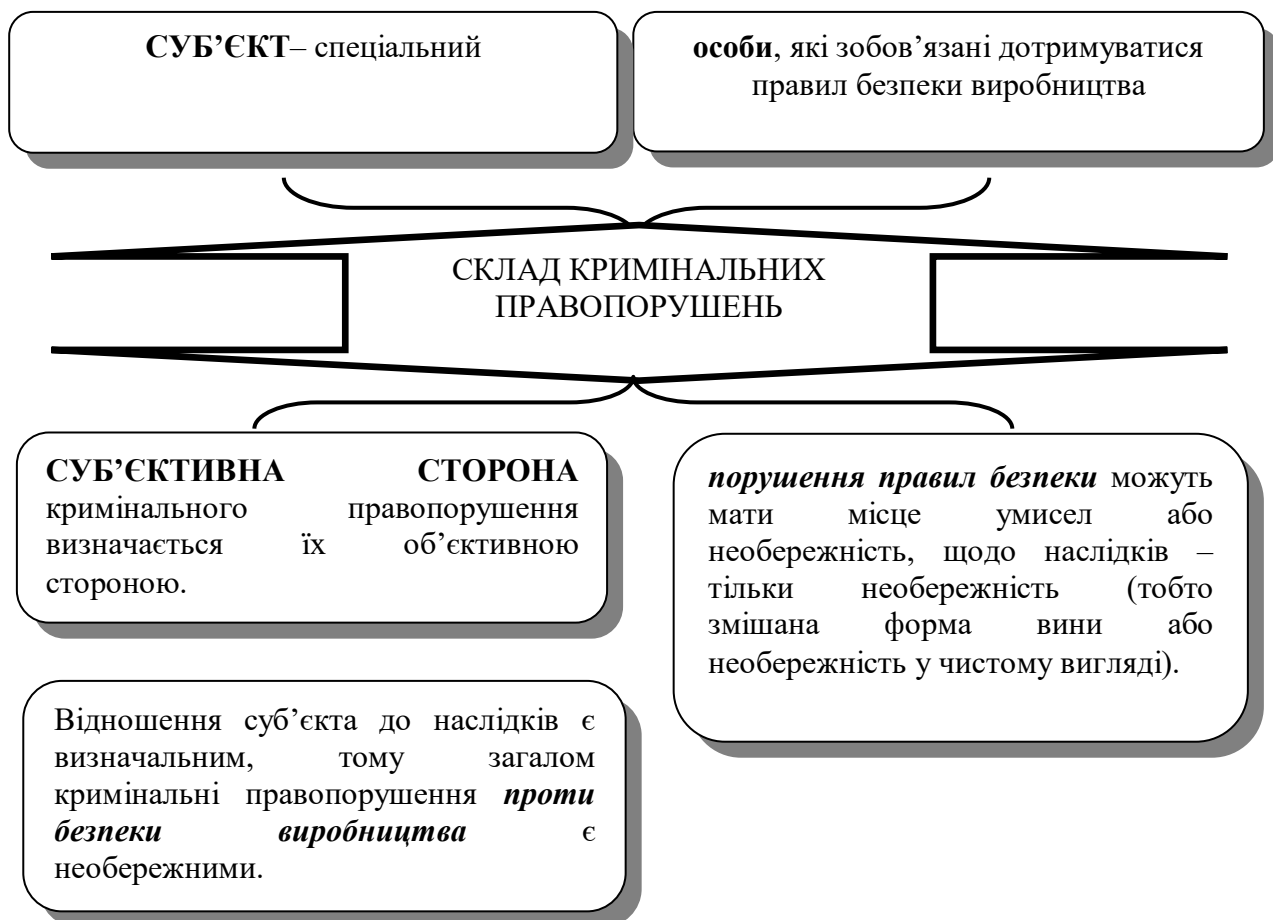 СУБ’ЄКТ– спеціальний
особи, які зобов’язані дотримуватися
правил безпеки виробництва
СКЛАД КРИМІНАЛЬНИХ
ПРАВОПОРУШЕНЬ
СУБ’ЄКТИВНА СТОРОНА
кримінального правопорушення
визначається їх об’єктивною
стороною.
порушення правил безпеки можуть
мати місце умисел або
необережність, щодо наслідків –
тільки необережність (тобто
змішана форма вини або
необережність у чистому вигляді).
Відношення суб’єкта до наслідків є
визначальним, тому загалом
кримінальні правопорушення проти
безпеки виробництва є
необережними.